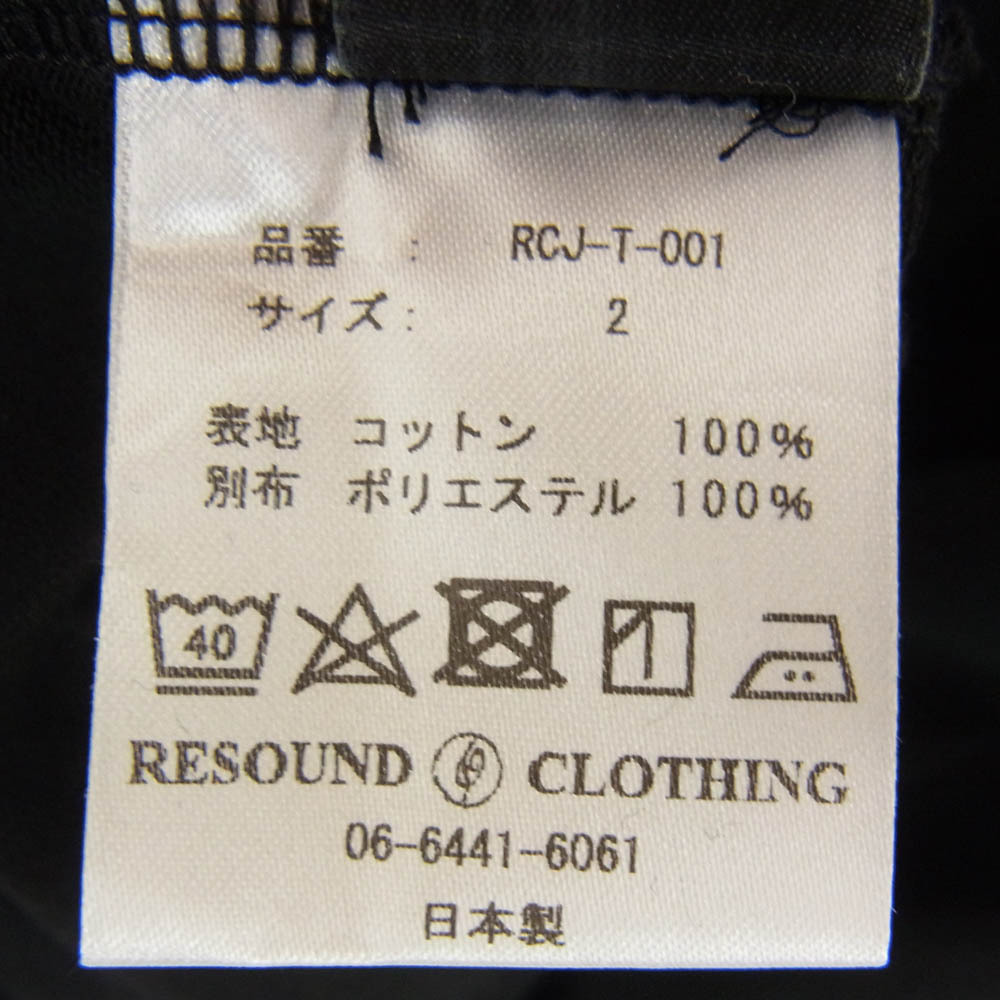 品番 : RCJ-T-001
サイズ: 2
表地 コットン 100%
別布 ポリエステル 100%
40
RESOUND CLOTHING
06-6441-6061
日本製